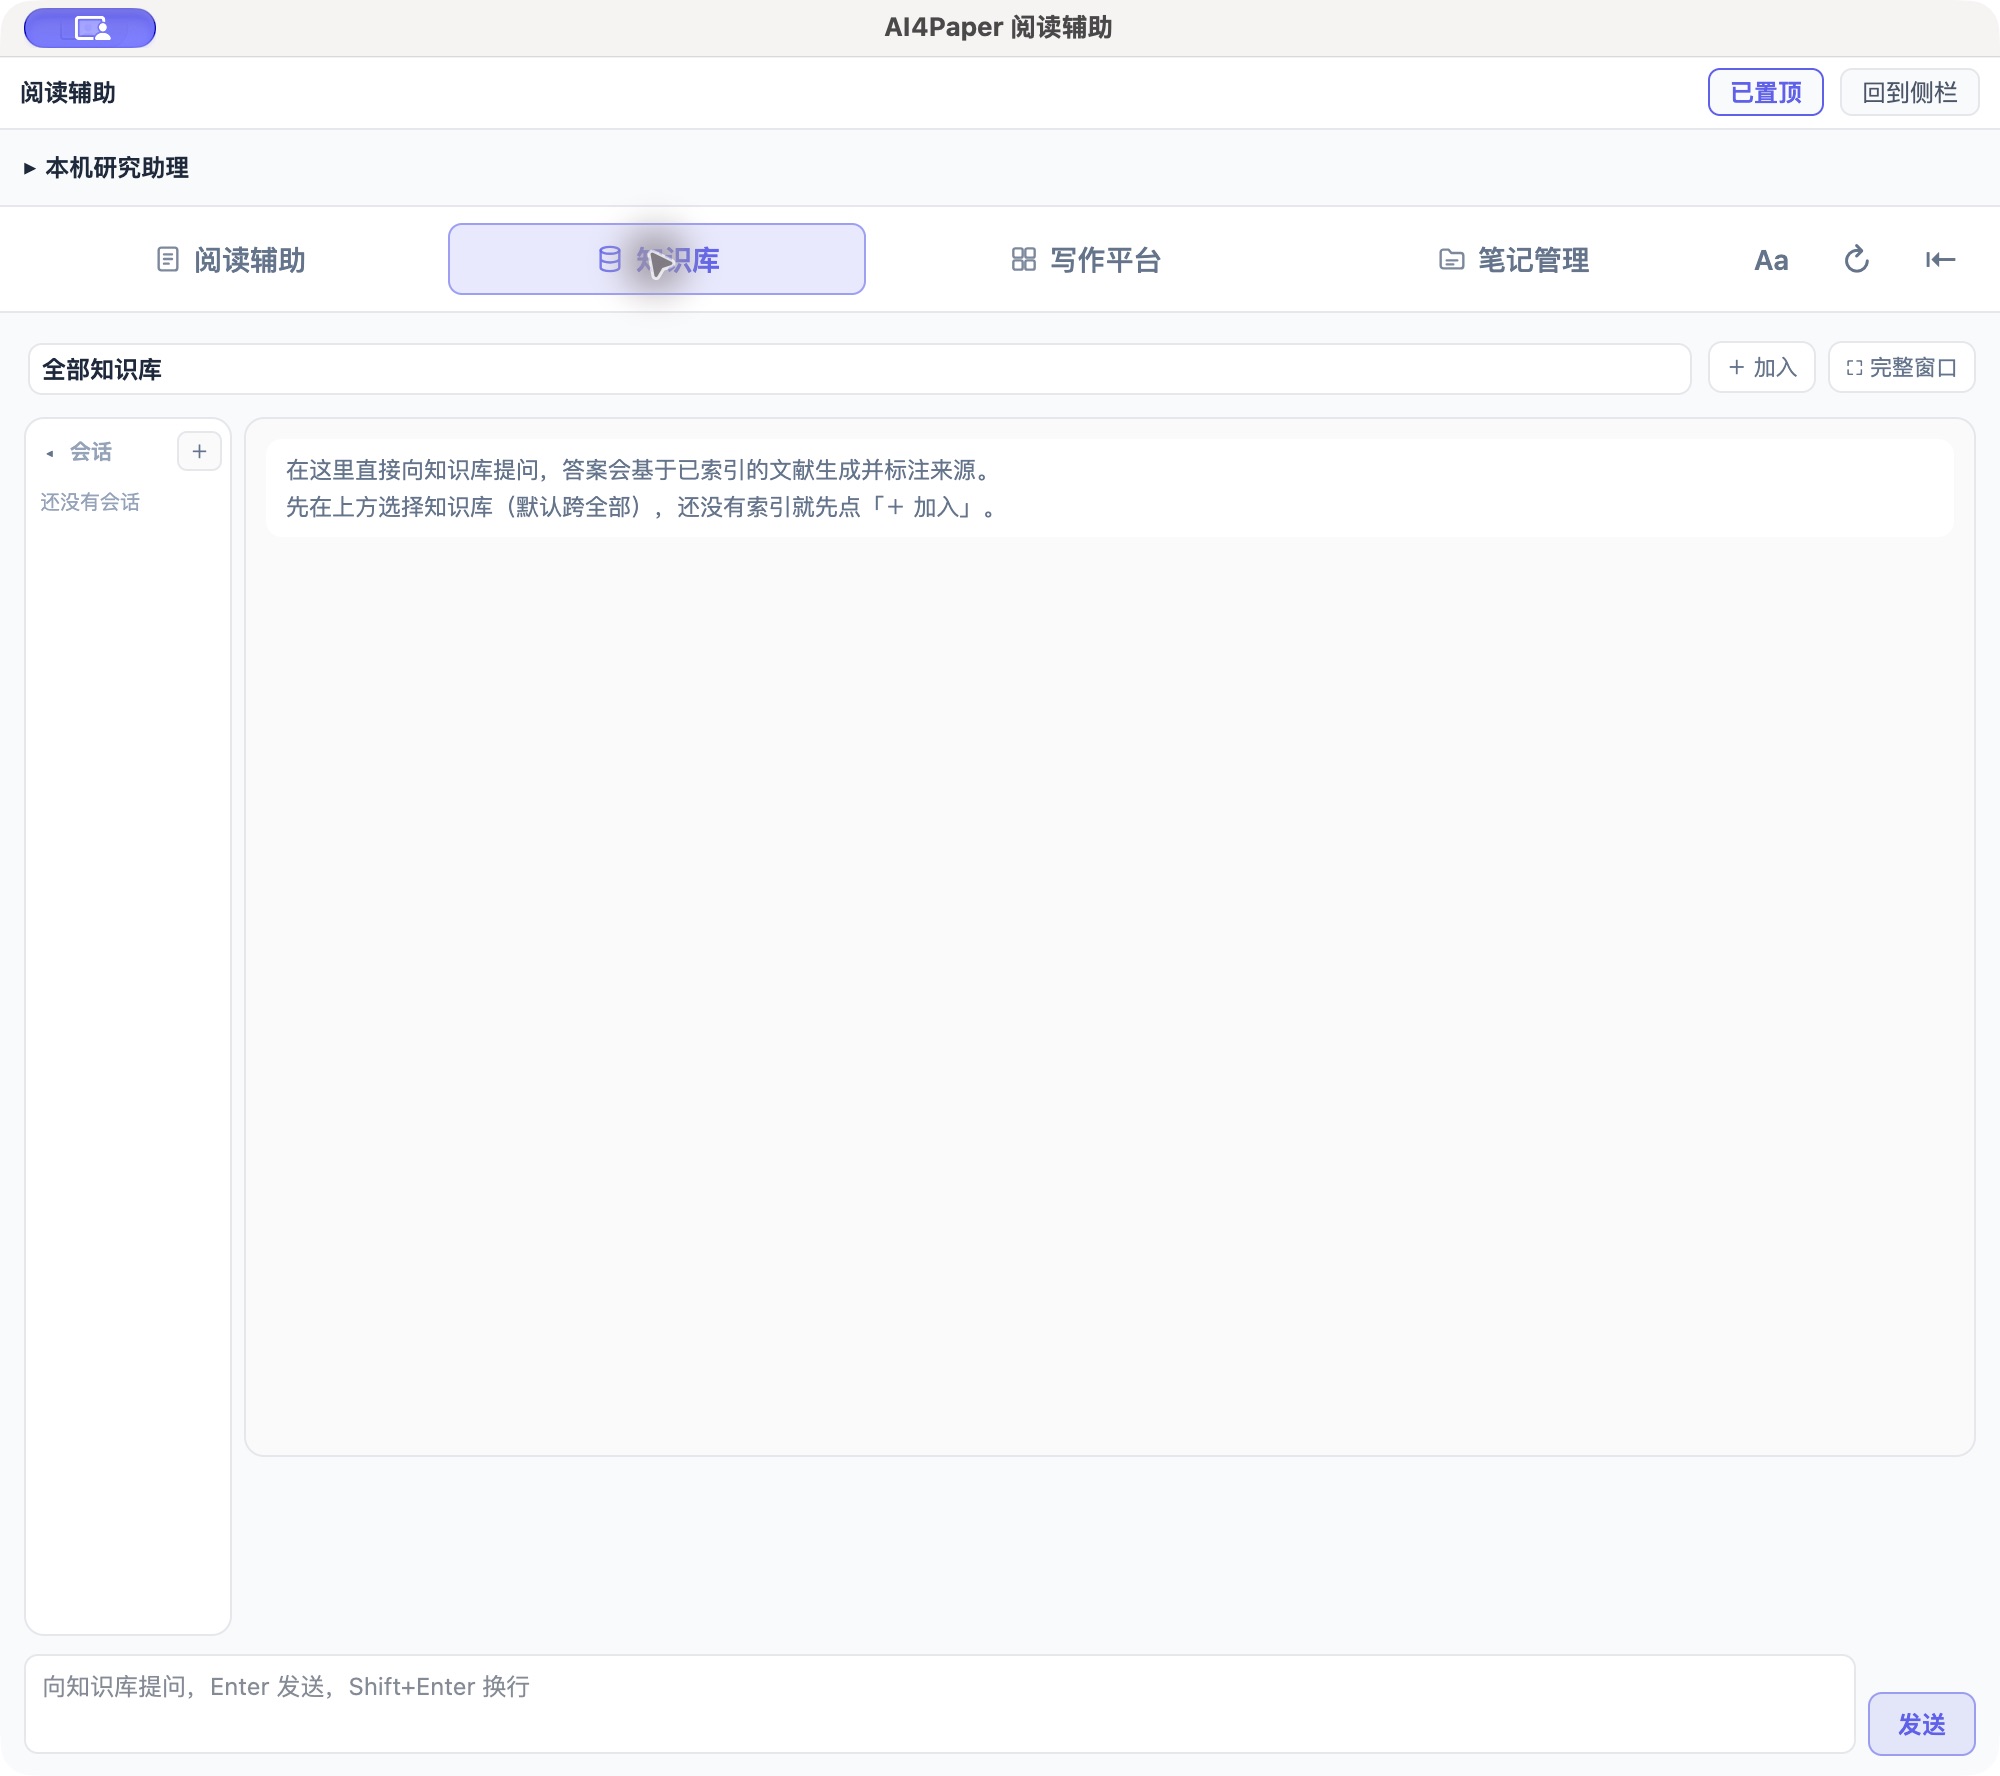 AI4Paper 阅读辅助
阅读辅助
已置顶
回到侧栏
▸ 本机研究助理
阅读辅助
知识库
写作平台
笔记管理
Aa
全部知识库
＋ 加入
完整窗口
会话
+
还没有会话
在这里直接向知识库提问，答案会基于已索引的文献生成并标注来源。
先在上方选择知识库（默认跨全部），还没有索引就先点「＋ 加入」。
向知识库提问，Enter 发送，Shift+Enter 换行
发送